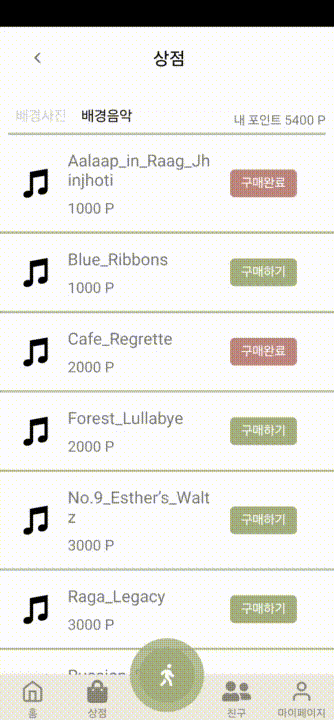 상점
배경사진 배경음악 내 포인트 5400 P
Aalaap_in_Raag_Jh
injhoti
1000 P
구매완료
Blue_Ribbons
1000 P
구매하기
Cafe_Regrette
2000 P
구매완료
Forest_Lullabye
2000 P
구매하기
No.9_Esther's_Walt
z
3000 P
구매하기
Raga_Legacy
3000 P
구매하기
홈 상점 친구 마이페이지